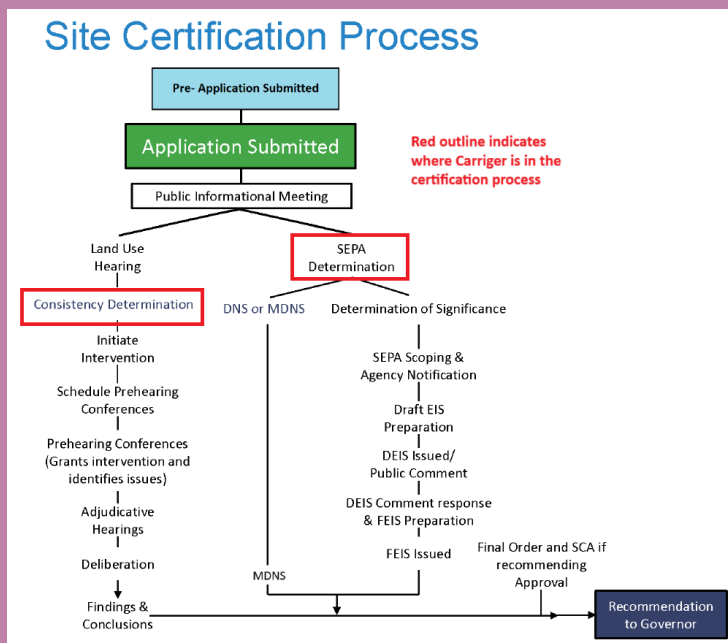 Site Certification Process
Pre- Application Submitted
Application Submitted
Red outline indicates
where Carriger is in the
certification process
Public Informational Meeting
Land Use
Hearing
SEPA
Determination
Consistency Determination
DNS or MDNS
Determination of Significance
Initiate
Intervention
SEPA Scoping &
Agency Notification
Schedule Prehearing
Conferences
Draft EIS
Preparation
Prehearing Conferences
(Grants intervention and
identifies issues)
DEIS Issued/
Public Comment
Adjudicative
Hearings
DEIS Comment response
& FEIS Preparation
Deliberation
FEIS Issued
Final Order and SCA if
recommending
Approval
MDNS
Findings &
Conclusions
Recommendation
to Governor